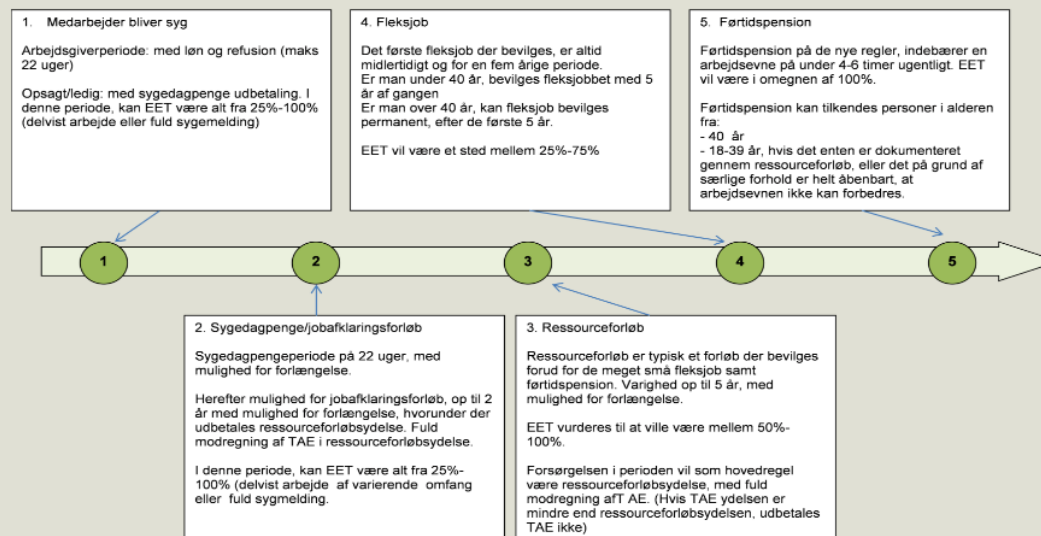 1. Medarbejder bliver syg
Arbejdsgiverperiode: med løn og refusion (maks
22 uger)
Opsagt/ledig: med sygedagpenge udbetaling. I
denne periode, kan EET være alt fra 25%-100%
(delvist arbejde eller fuld sygemelding)
4. Fleksjob
Det første fleksjob der bevilges, er altid
midlertidigt og for en fem årige periode.
Er man under 40 år, bevilges fleksjobbet med 5
år af gangen
Er man over 40 år, kan fleksjob bevilges
permanent, efter de første 5 år.
EET vil være et sted mellem 25%-75%
5. Førtidspension
Førtidspension på de nye regler, indebærer en
arbejdsevne på under 4-6 timer ugentligt. EET
vil være i omegnen af 100%.
Førtidspension kan tilkendes personer i alderen
fra:
- 40 år
- 18-39 år, hvis det enten er dokumenteret
gennem ressourceforløb, eller det på grund af
særlige forhold er helt åbenbart, at
arbejdsevnen ikke kan forbedres.
1
2
3
4
5
2. Sygedagpenge/jobafklaringsforløb
Sygedagpengeperiode på 22 uger, med
mulighed for forlængelse.
Herefter mulighed for jobafklaringsforløb, op til 2
år med mulighed for forlængelse, hvorunder der
udbetales ressourceforløbsydelse. Fuld
modregning af TAE i ressourceforløbsydelse.
I denne periode, kan EET være alt fra 25%-
100% (delvist arbejde af varierende omfang
eller fuld sygmelding.
3. Ressourceforløb
Ressourceforløb er typisk et forløb der bevilges
forud for de meget små fleksjob samt
førtidspension. Varighed op til 5 år, med
mulighed for forlængelse.
EET vurderes til at ville være mellem 50%-
100%.
Forsørgelsen i perioden vil som hovedregel
være ressourceforløbsydelse, med fuld
modregning afT AE. (Hvis TAE ydelsen er
mindre end ressourceforløbsydelsen, udbetales
TAE ikke)